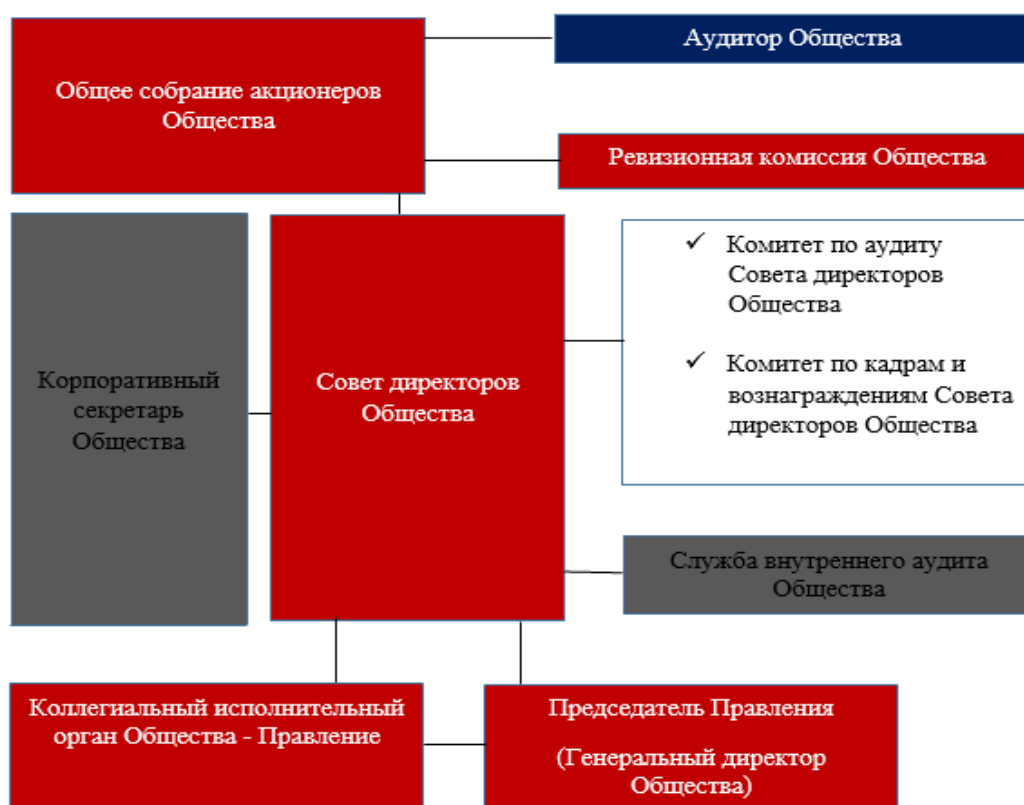 Общее собрание акционеров
Общества
Аудитор Общества
Ревизионная комиссия Общества
Корпоративный
секретарь
Общества
Совет директоров
Общества
✓ Комитет по аудиту
Совета директоров
Общества
✓ Комитет по кадрам и
вознаграждениям Совета
директоров Общества
Служба внутреннего аудита
Общества
Коллегиальный исполнительный
орган Общества - Правление
Председатель Правления
(Генеральный директор
Общества)